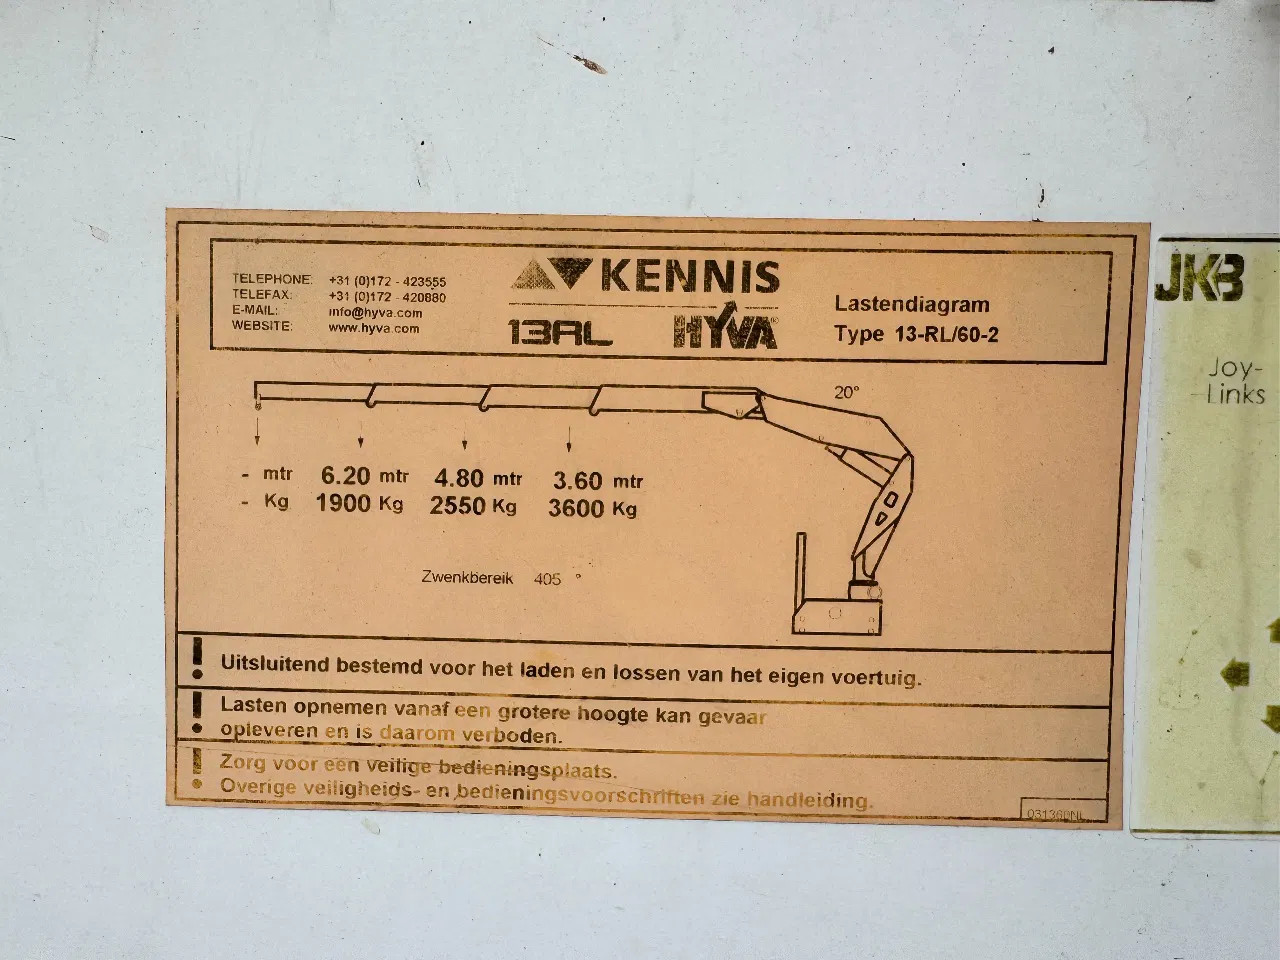 TELEPHONE: +31 (0)172 - 423555
TELEFAX: +31 (0)172 - 420880
E-MAIL: info@hyva.com
WEBSITE: www.hyva.com
KENNIS
13RL HYVA®
Lastendiagram
Type 13-RL/60-2
20°
- mtr 6.20 mtr 4.80 mtr 3.60 mtr
- Kg 1900 Kg 2550 Kg 3600 Kg
Zwenkbereik 405 °
! Uitsluitend bestemd voor het laden en lossen van het eigen voertuig.
! Lasten opnemen vanaf een grotere hoogte kan gevaar
opleveren en is daarom verboden.
! Zorg voor een veilige bedieningsplaats.
Overige veiligheids- en bedieningsvoorschriften zie handleiding.
JKB
Joy-
Links